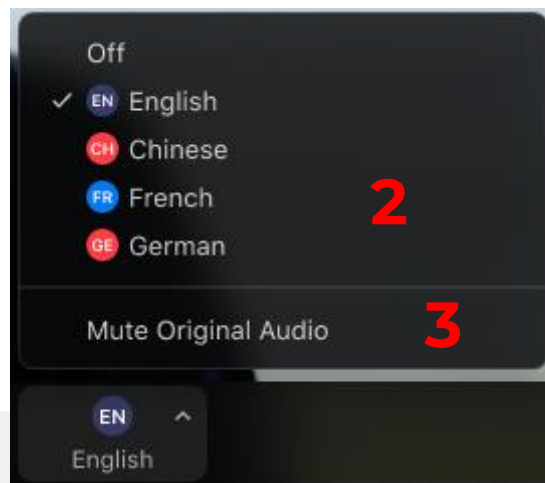 Off
EN English
CH Chinese
FR French
2
GE German
Mute Original Audio 3
EN
English